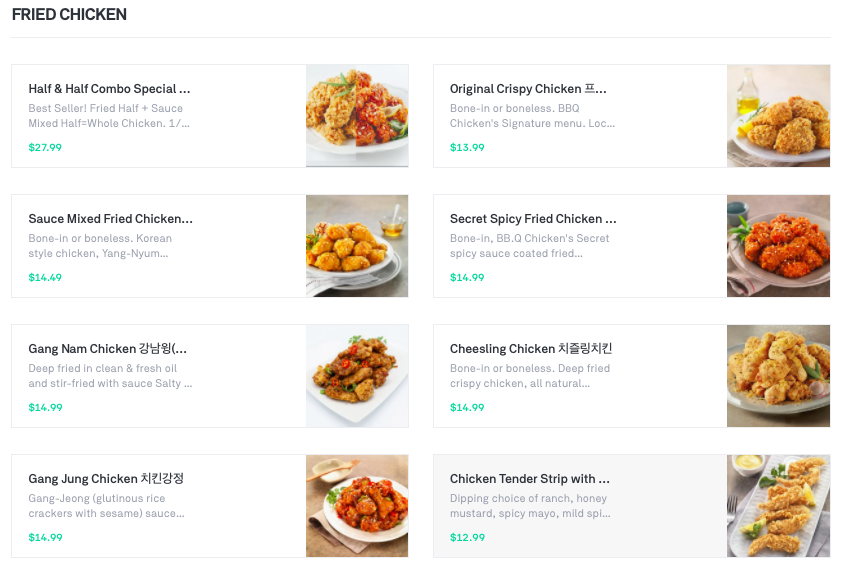 FRIED CHICKEN
Half & Half Combo Special ...
Best Seller! Fried Half + Sauce
Mixed Half=Whole Chicken. 1/...
$27.99
Original Crispy Chicken 프...
Bone-in or boneless. BBQ
Chicken's Signature menu. Loc...
$13.99
Sauce Mixed Fried Chicken...
Bone-in or boneless. Korean
style chicken, Yang-Nyum...
$14.49
Secret Spicy Fried Chicken ...
Bone-in, BB.Q Chicken's Secret
spicy sauce coated fried...
$14.99
Gang Nam Chicken 강남윙(...
Deep fried in clean & fresh oil
and stir-fried with sauce Salty ...
$14.99
Cheesling Chicken 치즐링치킨
Bone-in or boneless. Deep fried
crispy chicken, all natural...
$14.99
Gang Jung Chicken 치킨강정
Gang-Jeong (glutinous rice
crackers with sesame) sauce...
$14.99
Chicken Tender Strip with ...
Dipping choice of ranch, honey
mustard, spicy mayo, mild spi...
$12.99